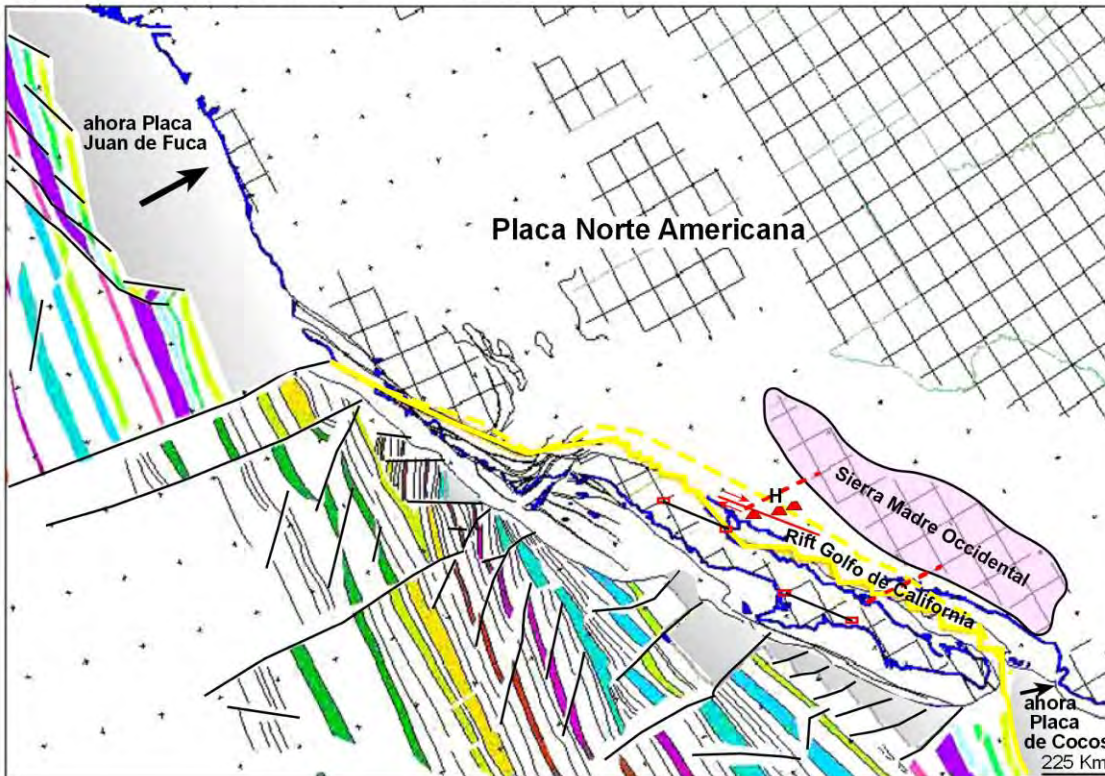 ahora Placa
Juan de Fuca
Placa Norte Americana
H
Sierra Madre Occidental
Rift Golfo de California
ahora
Placa
de Cocos
225 Km